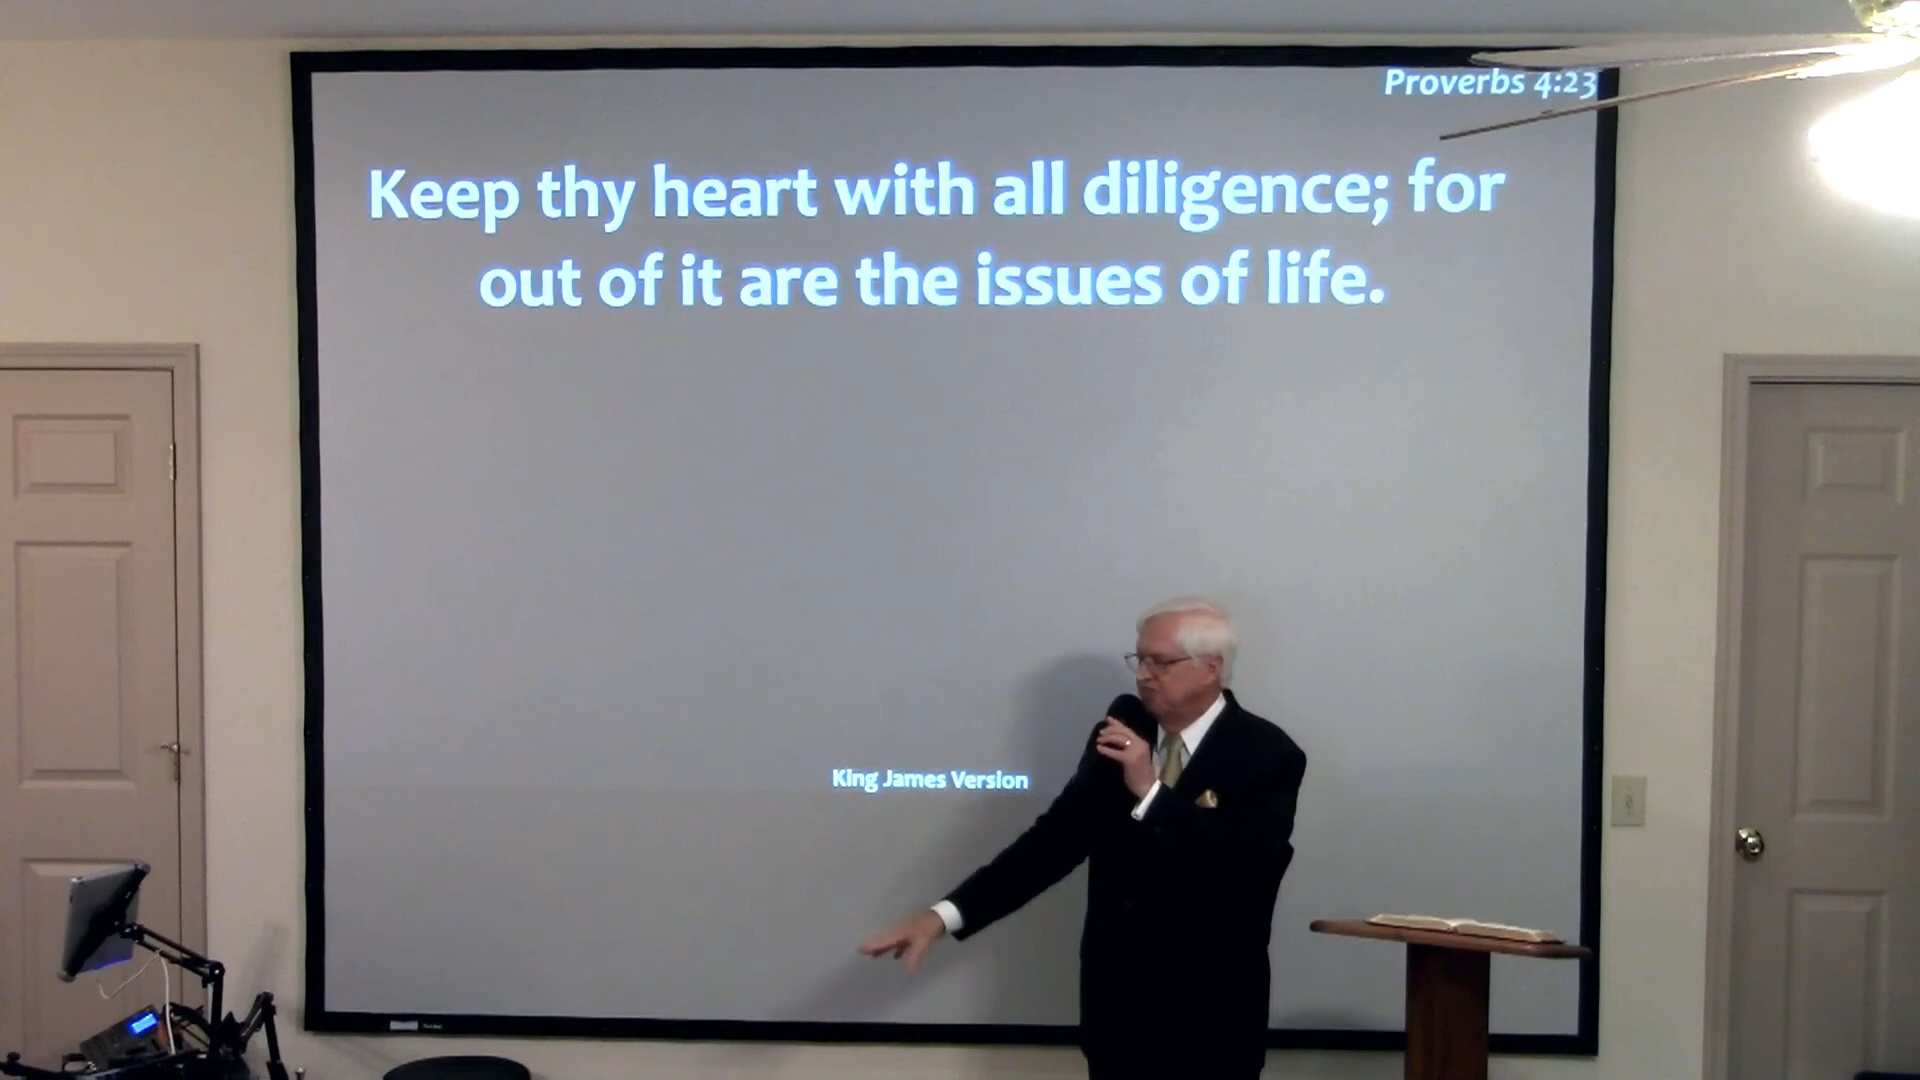 Proverbs 4:23
Keep thy heart with all diligence; for
out of it are the issues of life.
King James Version